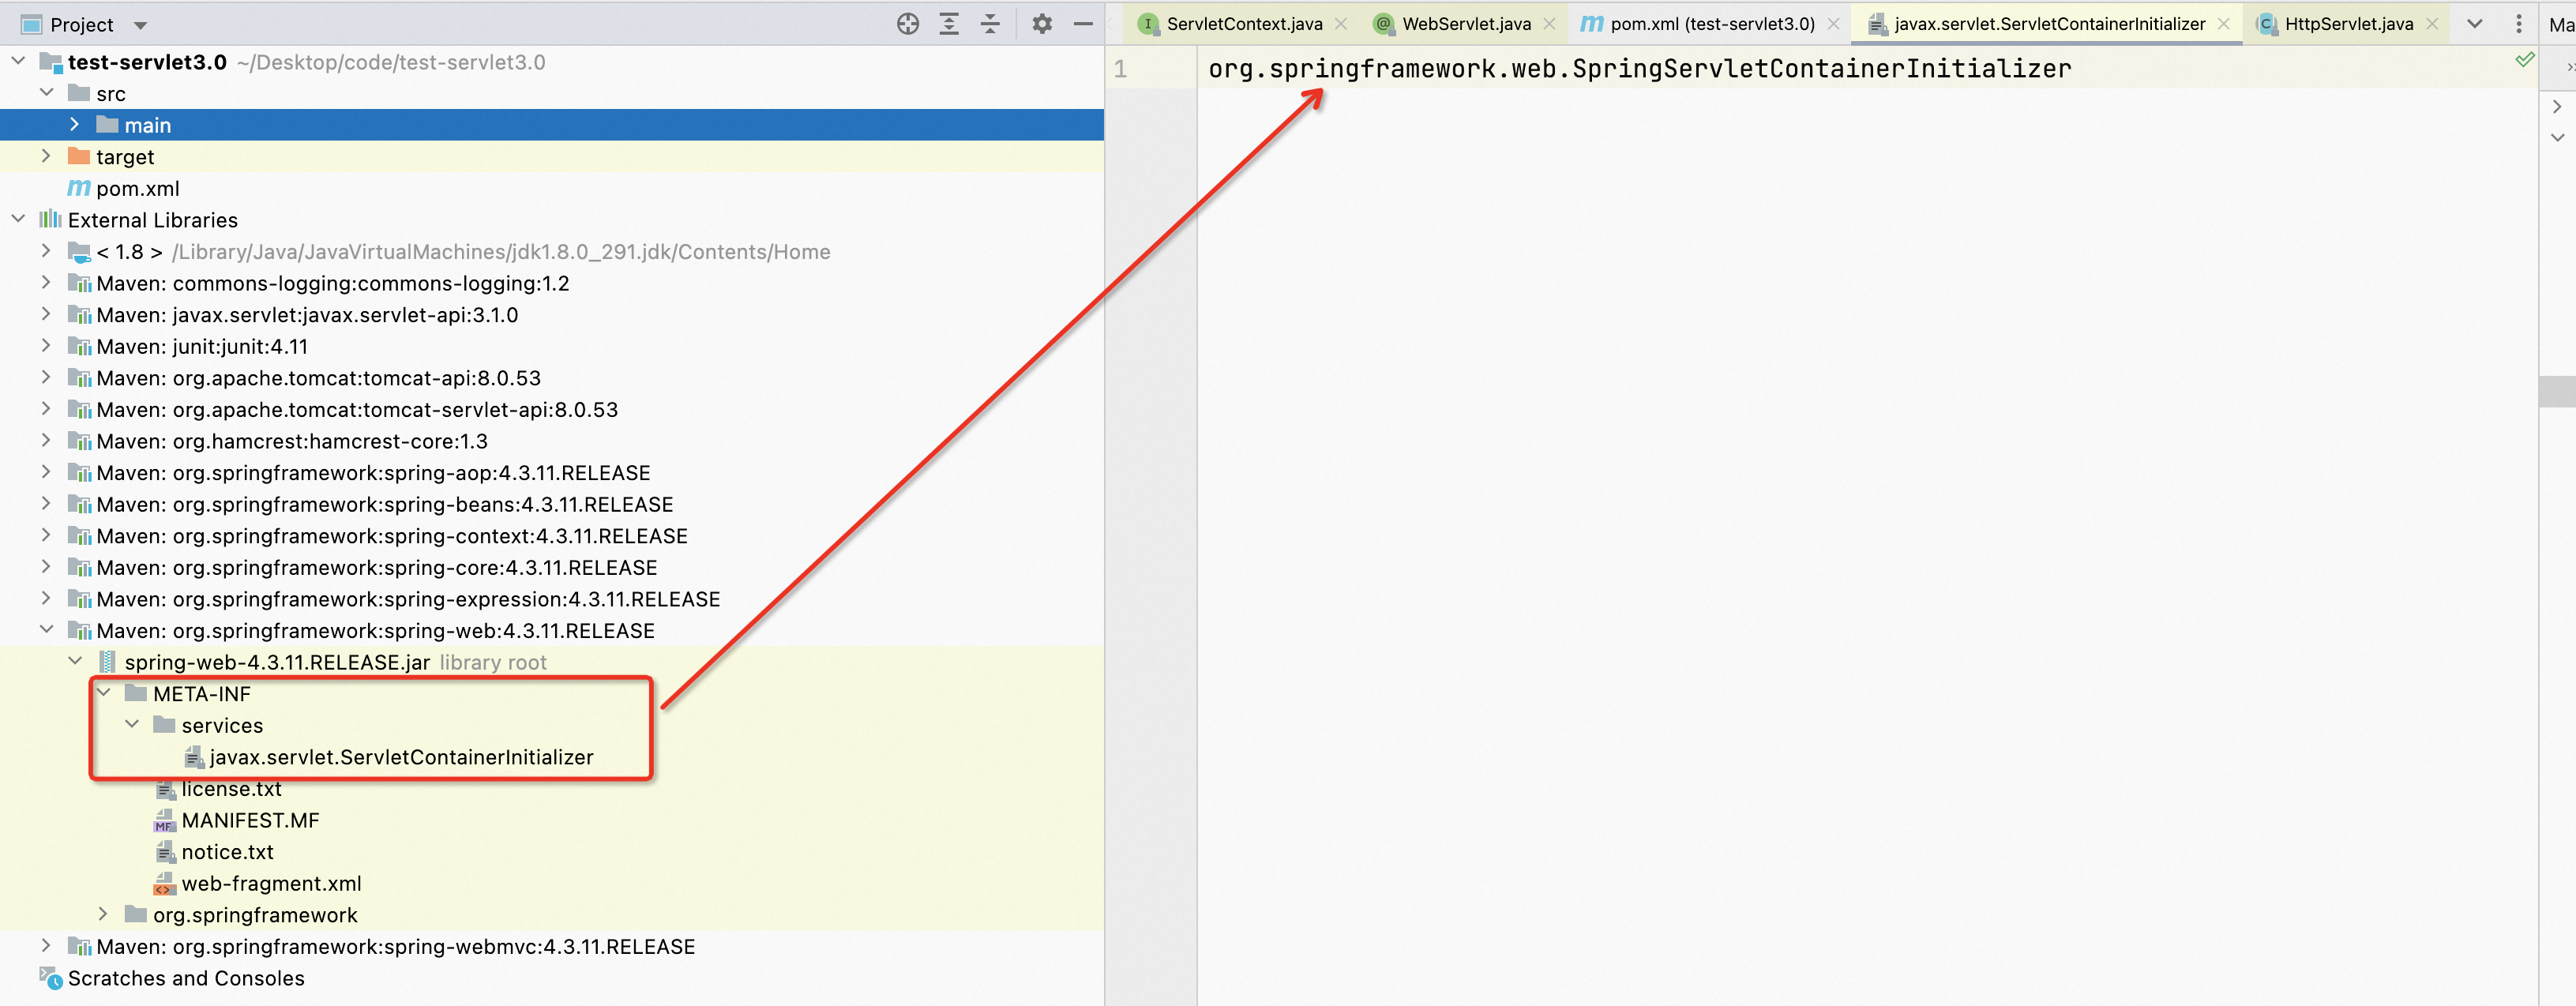 Project
test-servlet3.0 ~/Desktop/code/test-servlet3.0
src
main
target
pom.xml
External Libraries
< 1.8 > /Library/Java/JavaVirtualMachines/jdk1.8.0_291.jdk/Contents/Home
Maven: commons-logging:commons-logging:1.2
Maven: javax.servlet:javax.servlet-api:3.1.0
Maven: junit:junit:4.11
Maven: org.apache.tomcat:tomcat-api:8.0.53
Maven: org.apache.tomcat:tomcat-servlet-api:8.0.53
Maven: org.hamcrest:hamcrest-core:1.3
Maven: org.springframework:spring-aop:4.3.11.RELEASE
Maven: org.springframework:spring-beans:4.3.11.RELEASE
Maven: org.springframework:spring-context:4.3.11.RELEASE
Maven: org.springframework:spring-core:4.3.11.RELEASE
Maven: org.springframework:spring-expression:4.3.11.RELEASE
Maven: org.springframework:spring-web:4.3.11.RELEASE
spring-web-4.3.11.RELEASE.jar library root
META-INF
services
javax.servlet.ServletContainerInitializer
license.txt
MANIFEST.MF
notice.txt
web-fragment.xml
org.springframework
Maven: org.springframework:spring-webmvc:4.3.11.RELEASE
Scratches and Consoles
ServletContext.java WebServlet.java pom.xml (test-servlet3.0) javax.servlet.ServletContainerInitializer HttpServlet.java Ma
1 org.springframework.web.SpringServletContainerInitializer